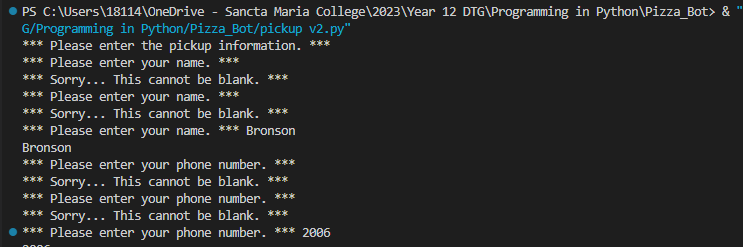 PS C:\Users\18114\OneDrive - Sancta Maria College\2023\Year 12 DTG\Programming in Python\Pizza_Bot> & "
G/Programming in Python/Pizza_Bot/pickup v2.py"
*** Please enter the pickup information. ***
*** Please enter your name. ***
*** Sorry... This cannot be blank. ***
*** Please enter your name. ***
*** Sorry... This cannot be blank. ***
*** Please enter your name. *** Bronson
Bronson
*** Please enter your phone number. ***
*** Sorry... This cannot be blank. ***
*** Please enter your phone number. ***
*** Sorry... This cannot be blank. ***
*** Please enter your phone number. *** 2006
2006